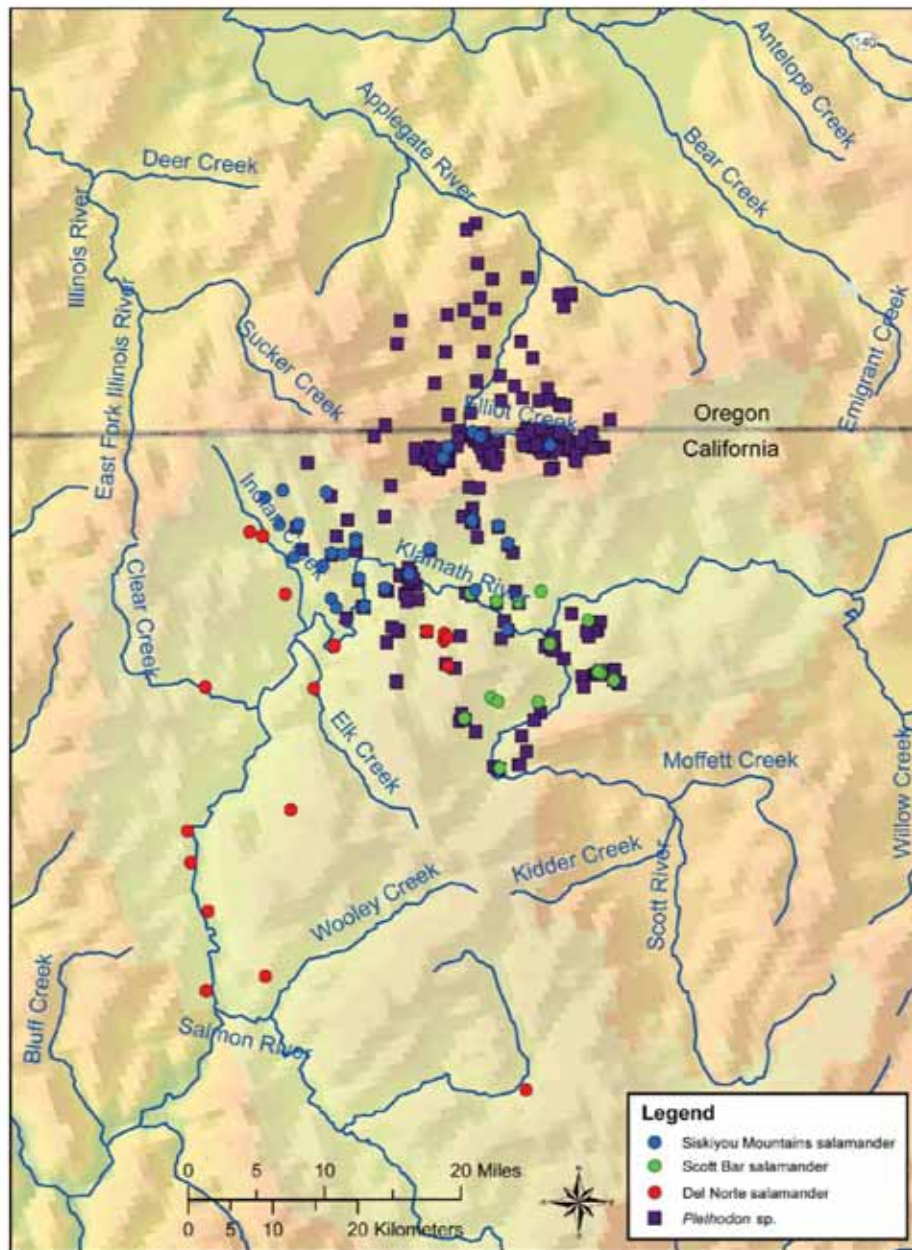 140
Antelope Creek
Applegate River
Bear Creek
Deer Creek
Illinois River
East Fork Illinois River
Sucker Creek
Emigrant Creek
Elliot Creek
Oregon
California
Indian Creek
Klamath River
Clear Creek
Elk Creek
Moffett Creek
Willow Creek
Kidder Creek
Wooley Creek
Scott River
Bluff Creek
Salmon River
0 5 10 20 Miles
0 5 10 20 Kilometers
Legend
Siskiyou Mountains salamander
Scott Bar salamander
Del Norte salamander
Plethodon sp.